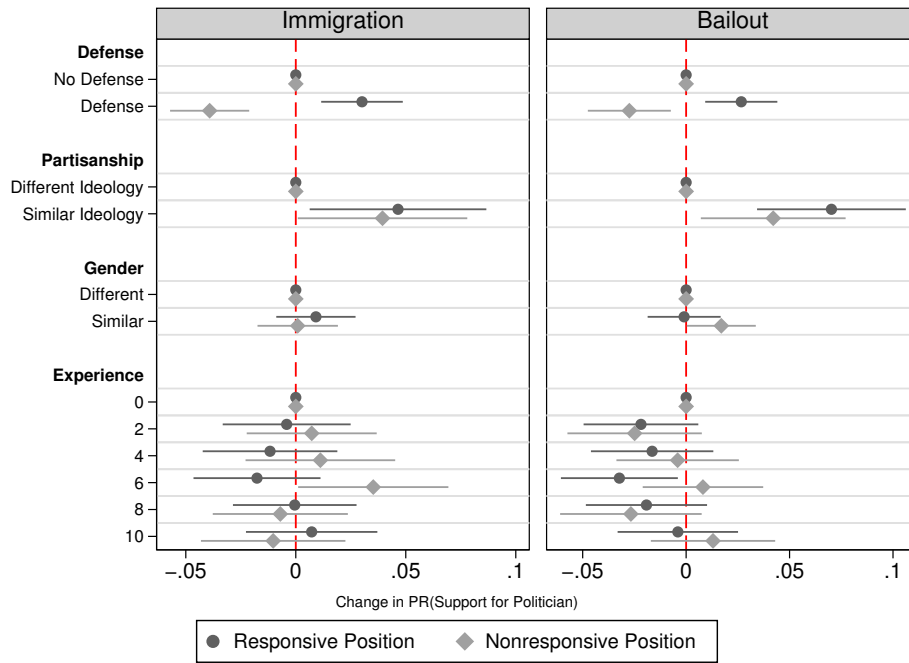 Immigration Bailout
Defense
No Defense
Defense
Partisanship
Different Ideology
Similar Ideology
Gender
Different
Similar
Experience
0
2
4
6
8
10
-.05 0 .05 .1 -.05 0 .05 .1
Change in PR(Support for Politician)
Responsive Position Nonresponsive Position